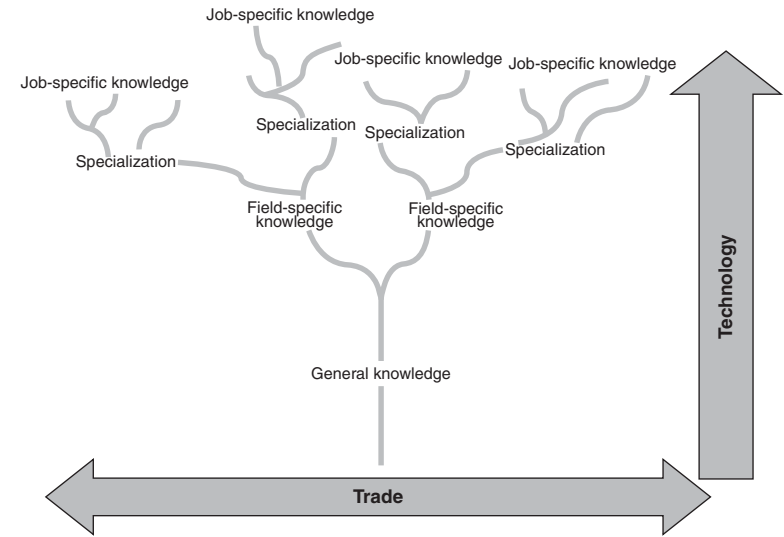 Job-specific knowledge
Job-specific knowledge
Job-specific knowledge
Job-specific knowledge
Specialization
Specialization
Specialization
Specialization
Field-specific
knowledge
Field-specific
knowledge
Technology
General knowledge
Trade